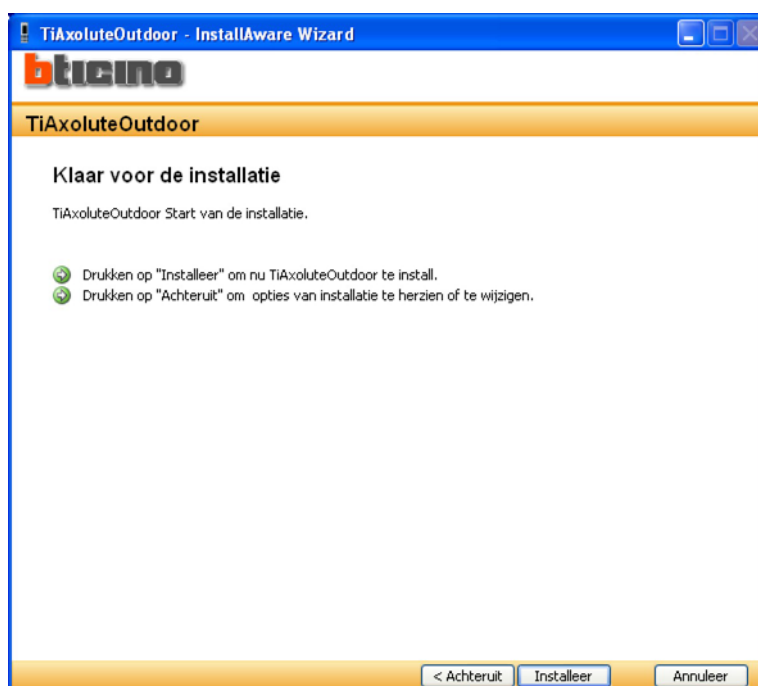 TiAxoluteOutdoor - InstallAware Wizard
bticino
TiAxoluteOutdoor
Klaar voor de installatie
TiAxoluteOutdoor Start van de installatie.
Drukken op "Installeer" om nu TiAxoluteOutdoor te install.
Drukken op "Achteruit" om opties van installatie te herzien of te wijzigen.
< Achteruit Installeer Annuleer